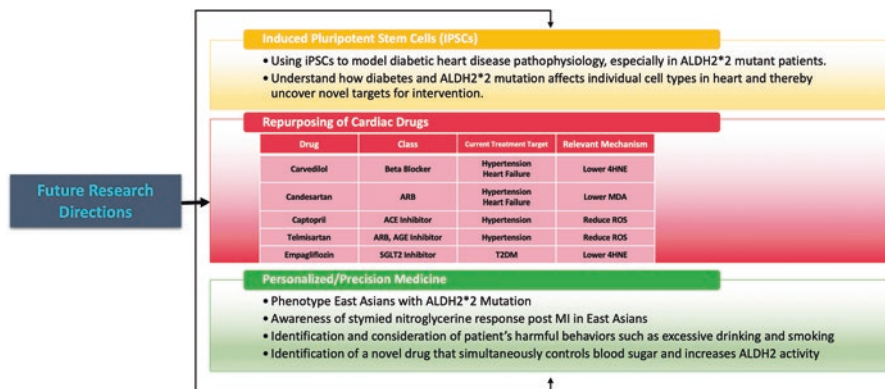 Future Research
Directions
Induced Pluripotent Stem Cells (IPSCs)
• Using iPSCs to model diabetic heart disease pathophysiology, especially in ALDH2*2 mutant patients.
• Understand how diabetes and ALDH2*2 mutation affects individual cell types in heart and thereby
uncover novel targets for intervention.
Repurposing of Cardiac Drugs
Drug Class Current Treatment Target Relevant Mechanism
Carvedilol Beta Blocker Hypertension Heart Failure Lower 4HNE
Candesartan ARB Hypertension Heart Failure Lower MDA
Captopril ACE Inhibitor Hypertension Reduce ROS
Telmisartan ARB, AGE Inhibitor Hypertension Reduce ROS
Empagliflozin SGLT2 Inhibitor T2DM Lower 4HNE
Personalized/Precision Medicine
• Phenotype East Asians with ALDH2*2 Mutation
• Awareness of stymied nitroglycerine response post MI in East Asians
• Identification and consideration of patient's harmful behaviors such as excessive drinking and smoking
• Identification of a novel drug that simultaneously controls blood sugar and increases ALDH2 activity